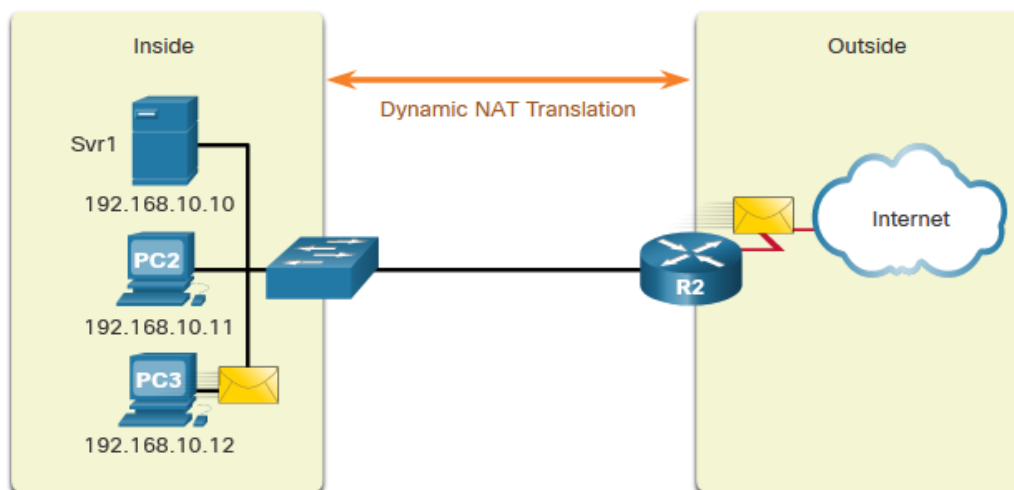 Inside
Outside
Dynamic NAT Translation
Svr1
192.168.10.10
Internet
PC2
R2
192.168.10.11
PC3
192.168.10.12